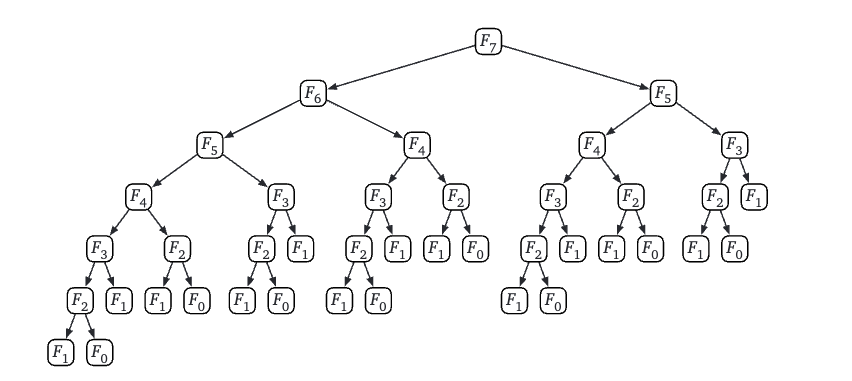 F₇
F₆ F₅
F₅ F₄ F₄ F₃
F₄ F₃ F₃ F₂ F₃ F₂ F₂ F₁
F₃ F₂ F₂ F₁ F₂ F₁ F₁ F₀ F₂ F₁ F₁ F₀ F₁ F₀
F₂ F₁ F₁ F₀ F₁ F₀ F₁ F₀ F₁ F₀
F₁ F₀